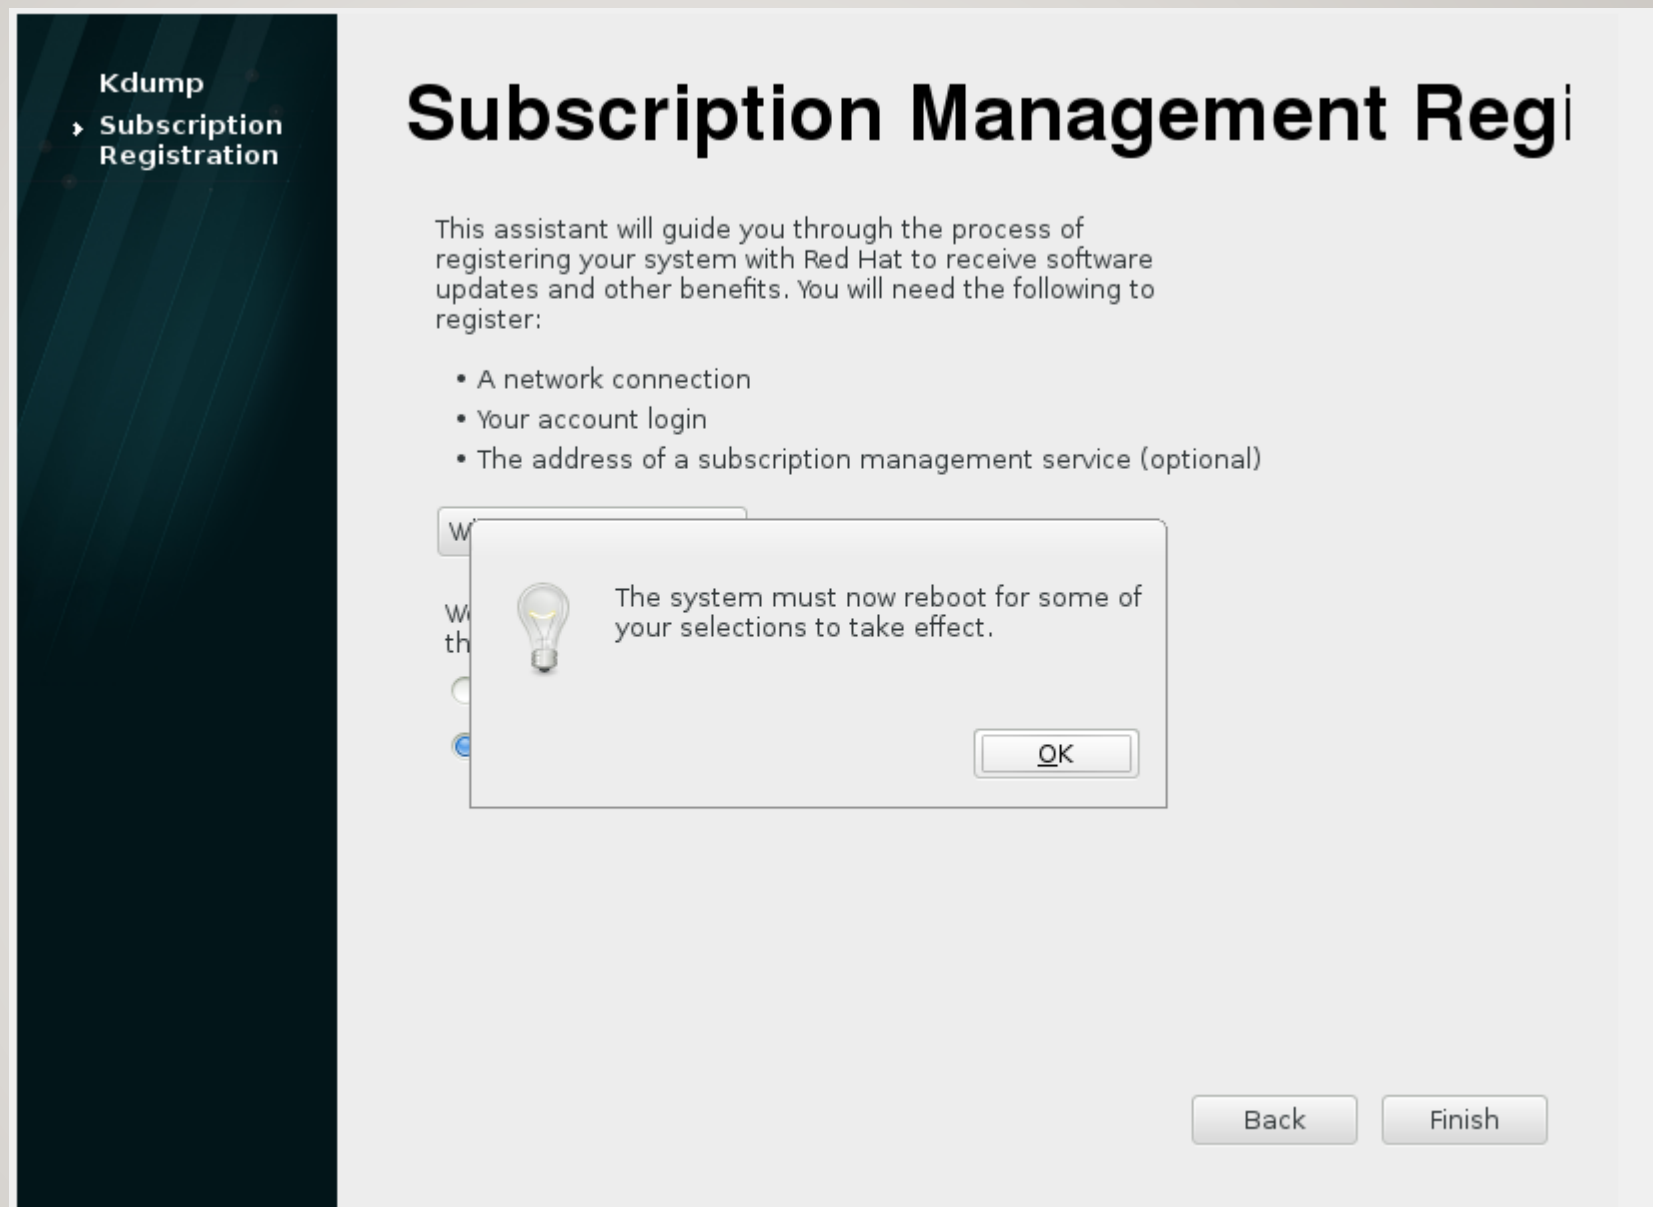 Kdump
Subscription
Registration
Subscription Management Reg
This assistant will guide you through the process of
registering your system with Red Hat to receive software
updates and other benefits. You will need the following to
register:
• A network connection
• Your account login
• The address of a subscription management service (optional)
The system must now reboot for some of
your selections to take effect.
OK
Back
Finish